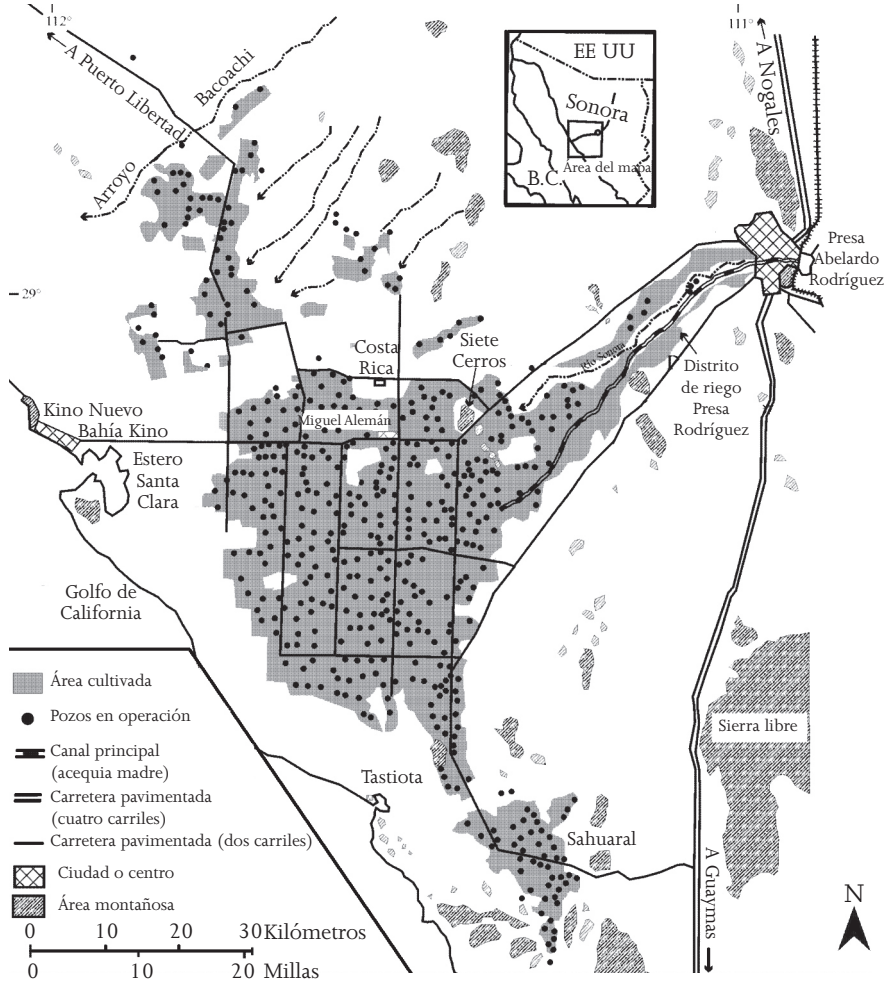 112°
111°
A Puerto Libertad
Bacoachi
Arroyo
A Nogales
EE UU
Sonora
B.C.
Área del mapa
29°
Presa
Abelardo
Rodríguez
Costa
Rica
Siete
Cerros
Río Sonora
Distrito
de riego
Presa
Rodríguez
Kino Nuevo
Bahía Kino
Miguel Alemán
Estero
Santa
Clara
Golfo de
California
Tastiota
Sahuaral
Sierra libre
A Guaymas
N
Área cultivada
Pozos en operación
Canal principal
(acequia madre)
Carretera pavimentada
(cuatro carriles)
Carretera pavimentada (dos carriles)
Ciudad o centro
Área montañosa
0 10 20 30 Kilómetros
0 10 20 Millas